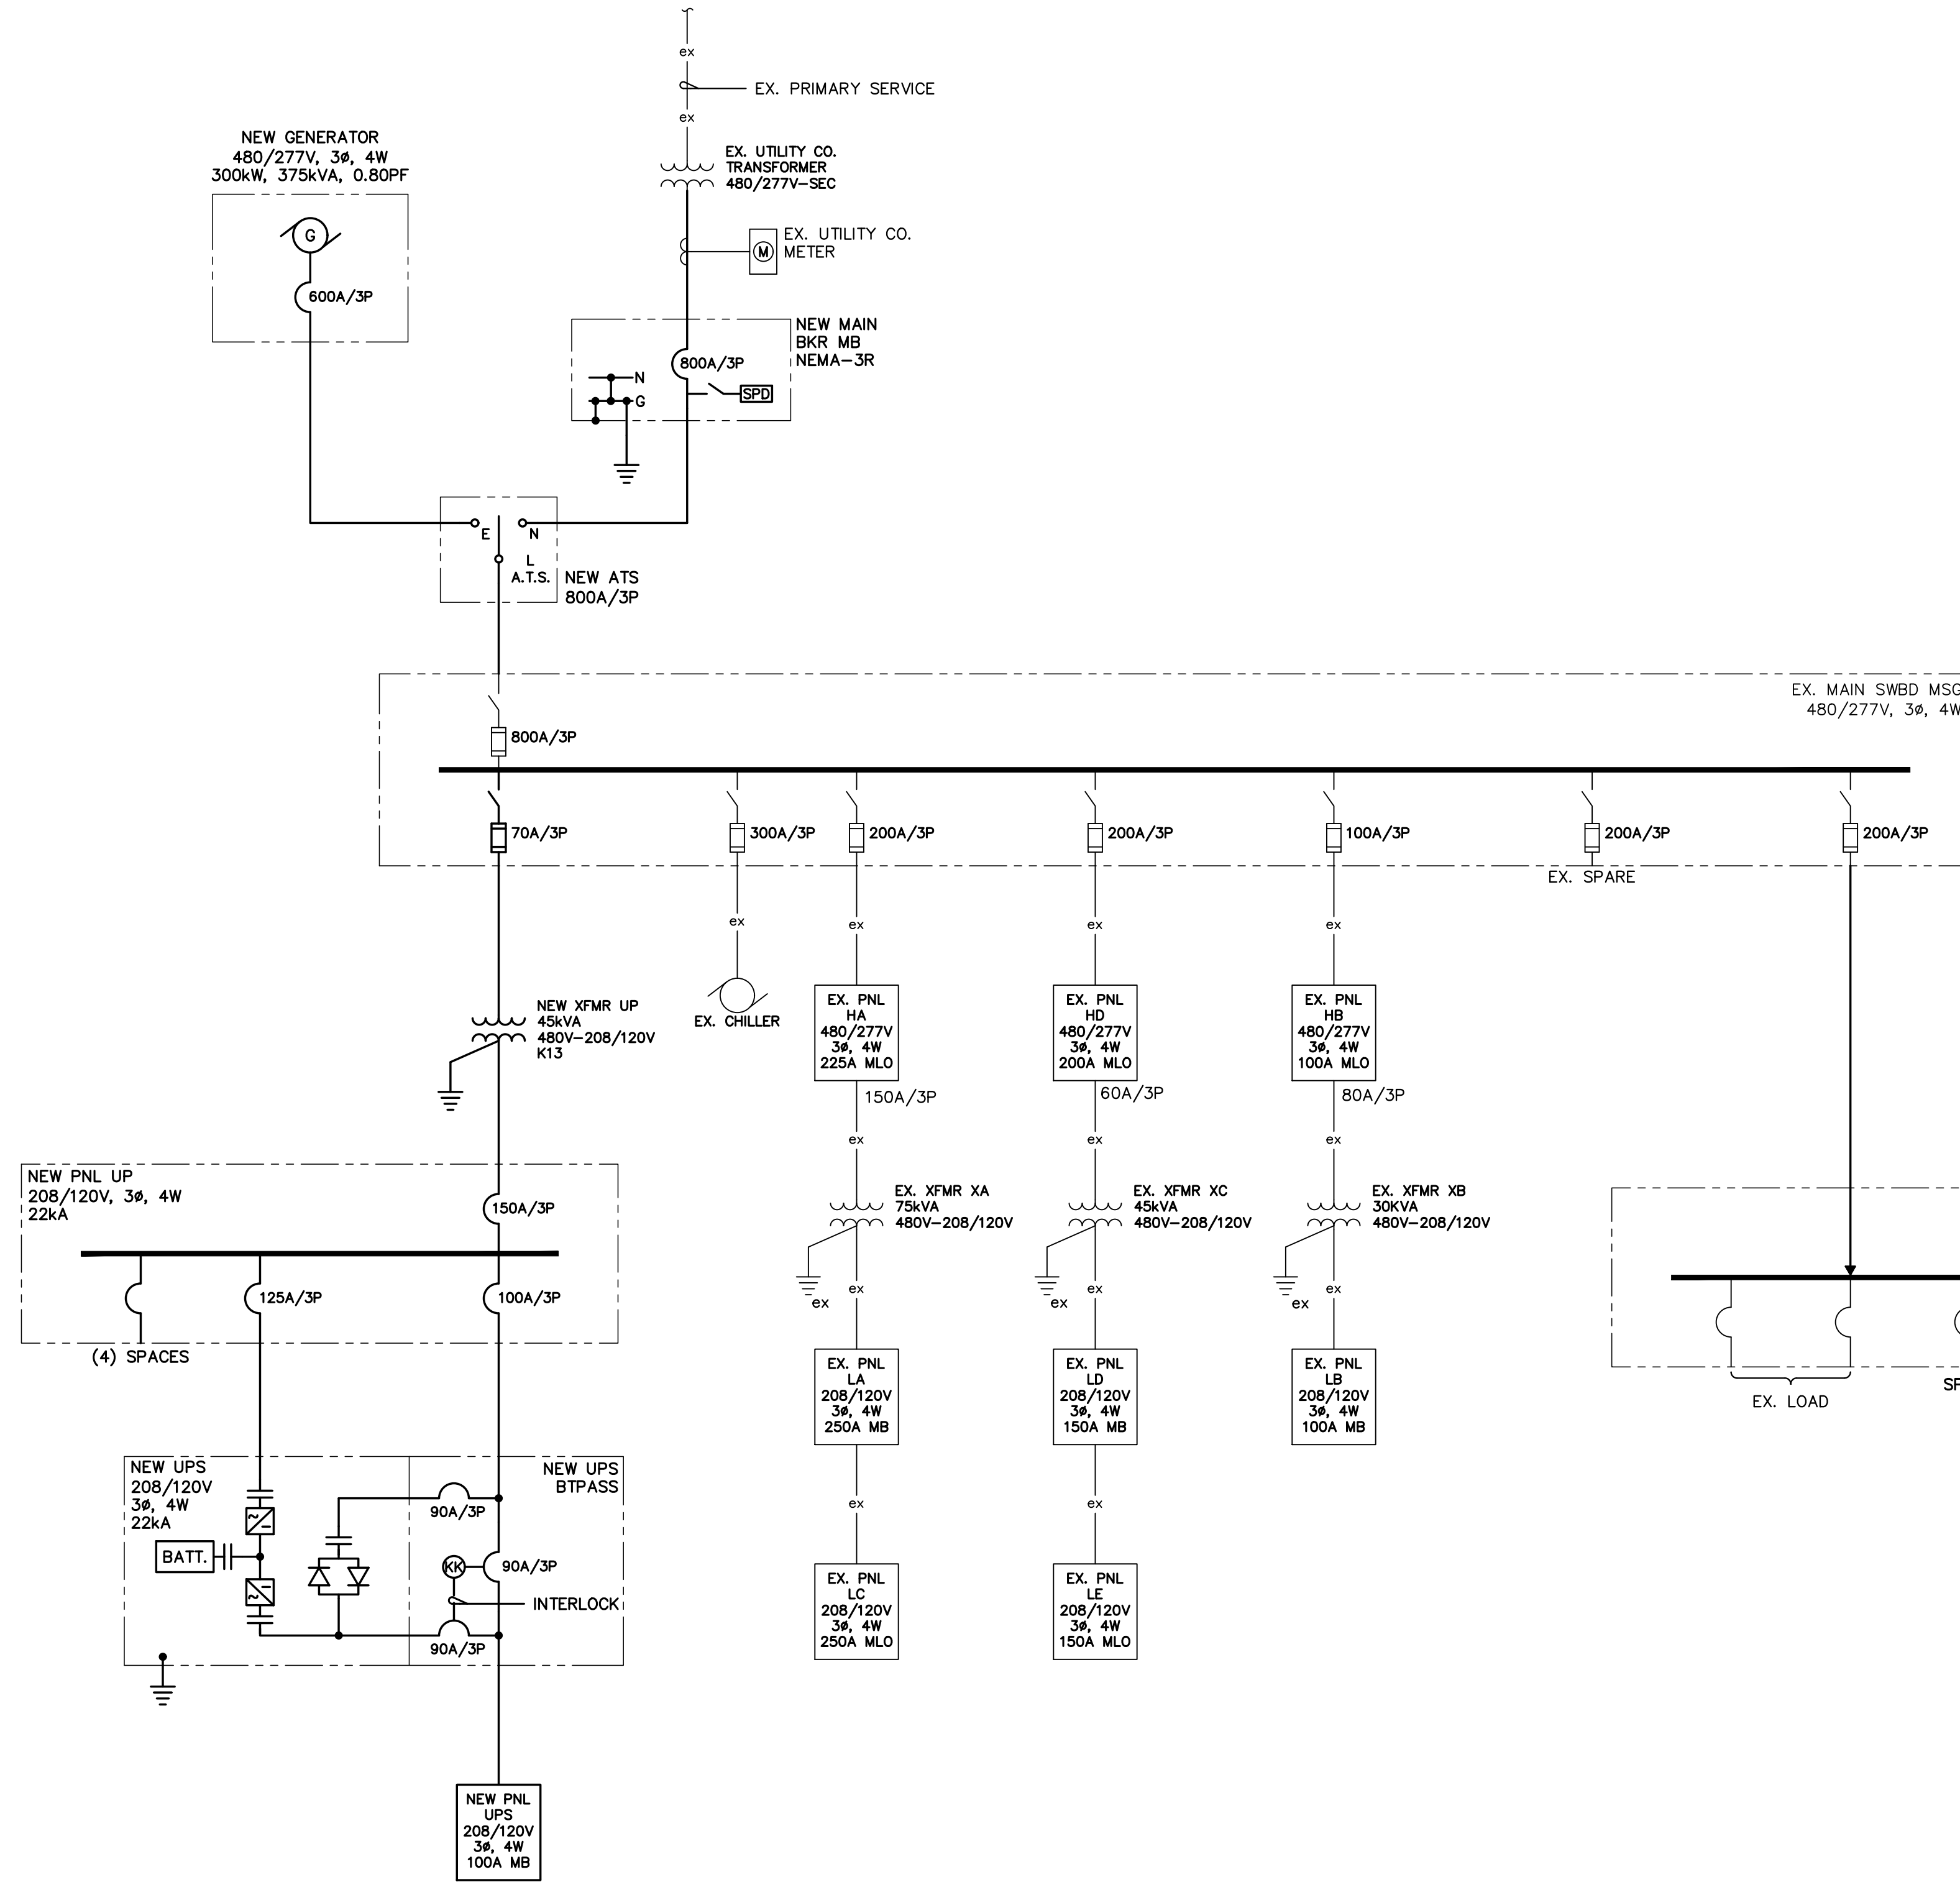 ex
EX. PRIMARY SERVICE
ex
NEW GENERATOR
480/277V, 3ø, 4W
300kW, 375kVA, 0.80PF
EX. UTILITY CO.
TRANSFORMER
480/277V-SEC
G
600A/3P
M
EX. UTILITY CO.
METER
NEW MAIN
BKR MB
NEMA-3R
800A/3P
N
G
SPD
E
N
L
A.T.S.
NEW ATS
800A/3P
EX. MAIN SWBD MSG
480/277V, 3ø, 4W
800A/3P
70A/3P
300A/3P
200A/3P
200A/3P
100A/3P
200A/3P
200A/3P
EX. SPARE
ex
ex
ex
ex
NEW XFMR UP
45kVA
480V-208/120V
K13
EX. CHILLER
EX. PNL
HA
480/277V
3ø, 4W
225A MLO
EX. PNL
HD
480/277V
3ø, 4W
200A MLO
EX. PNL
HB
480/277V
3ø, 4W
100A MLO
150A/3P
60A/3P
80A/3P
ex
ex
ex
NEW PNL UP
208/120V, 3ø, 4W
22kA
150A/3P
125A/3P
100A/3P
(4) SPACES
EX. XFMR XA
75kVA
480V-208/120V
EX. XFMR XC
45kVA
480V-208/120V
EX. XFMR XB
30KVA
480V-208/120V
ex
ex
ex
ex
ex
ex
EX. PNL
LA
208/120V
3ø, 4W
250A MB
EX. PNL
LD
208/120V
3ø, 4W
150A MB
EX. PNL
LB
208/120V
3ø, 4W
100A MB
EX. LOAD
NEW UPS
208/120V
3ø, 4W
22kA
NEW UPS
BTPASS
BATT.
90A/3P
KK
90A/3P
INTERLOCK
90A/3P
ex
ex
EX. PNL
LC
208/120V
3ø, 4W
250A MLO
EX. PNL
LE
208/120V
3ø, 4W
150A MLO
NEW PNL
UPS
208/120V
3ø, 4W
100A MB